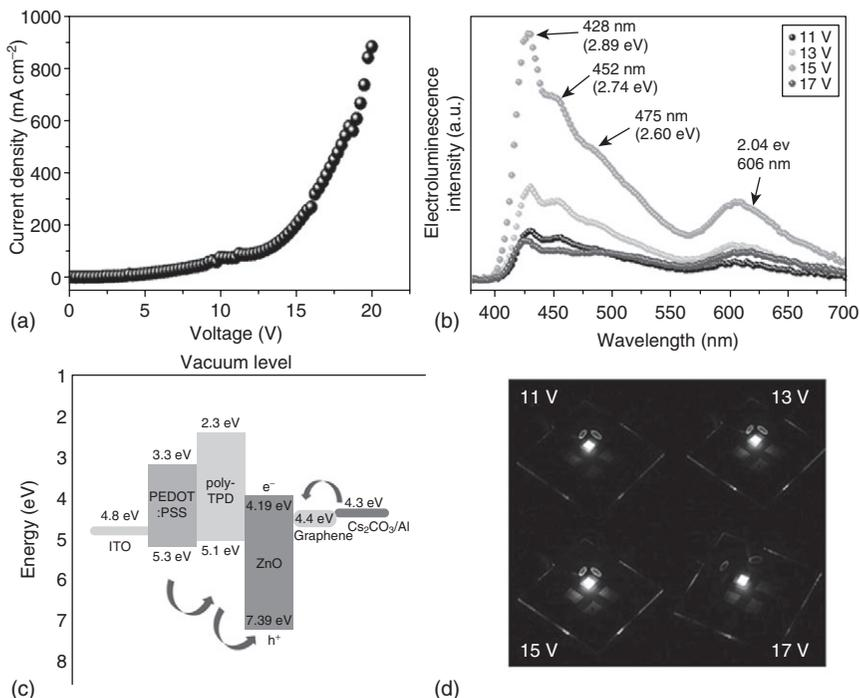 1000
800
600
400
200
0
Current density (mA cm⁻²)
0 5 10 15 20
Voltage (V)
(a)
428 nm
(2.89 eV)
452 nm
(2.74 eV)
475 nm
(2.60 eV)
2.04 ev
606 nm
11 V
13 V
15 V
17 V
Electroluminescence
intensity (a.u.)
400 450 500 550 600 650 700
Wavelength (nm)
(b)
Vacuum level
1
2
3
4
5
6
7
8
Energy (eV)
2.3 eV
3.3 eV
PEDOT
:PSS
poly-
TPD
e⁻
4.8 eV
ITO
5.3 eV
5.1 eV
4.19 eV
ZnO
7.39 eV
h⁺
4.4 eV
Graphene
4.3 eV
Cs₂CO₃/Al
(c)
11 V
13 V
15 V
17 V
(d)